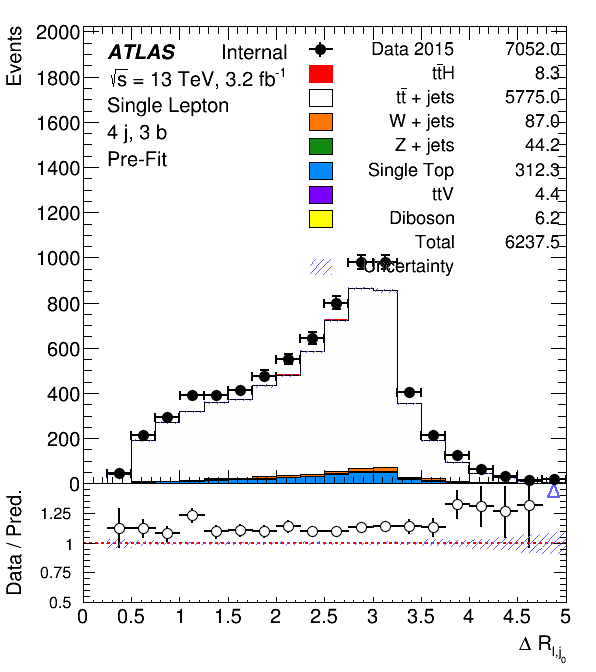 ATLAS Internal
√s = 13 TeV, 3.2 fb⁻¹
Single Lepton
4 j, 3 b
Pre-Fit
Data 2015 7052.0
tt̄H 8.3
tt̄ + jets 5775.0
W + jets 87.0
Z + jets 44.2
Single Top 312.3
ttV 4.4
Diboson 6.2
Total 6237.5
Uncertainty
Events
2000
1800
1600
1400
1200
1000
800
600
400
200
0
Data / Pred.
1.25
1
0.75
0.5
0 0.5 1 1.5 2 2.5 3 3.5 4 4.5 5
Δ R_{l,j_0}